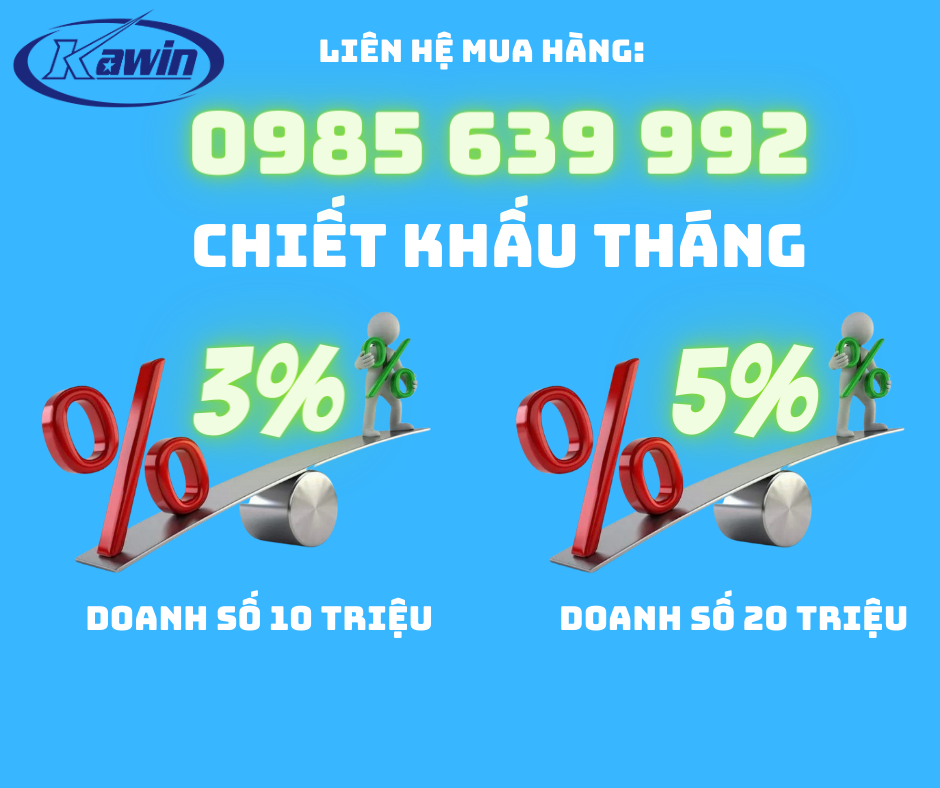 Kawin
LIÊN HỆ MUA HÀNG:
0985 639 992
CHIẾT KHẤU THÁNG
% 3% %
% 5% %
DOANH SỐ 10 TRIỆU
DOANH SỐ 20 TRIỆU